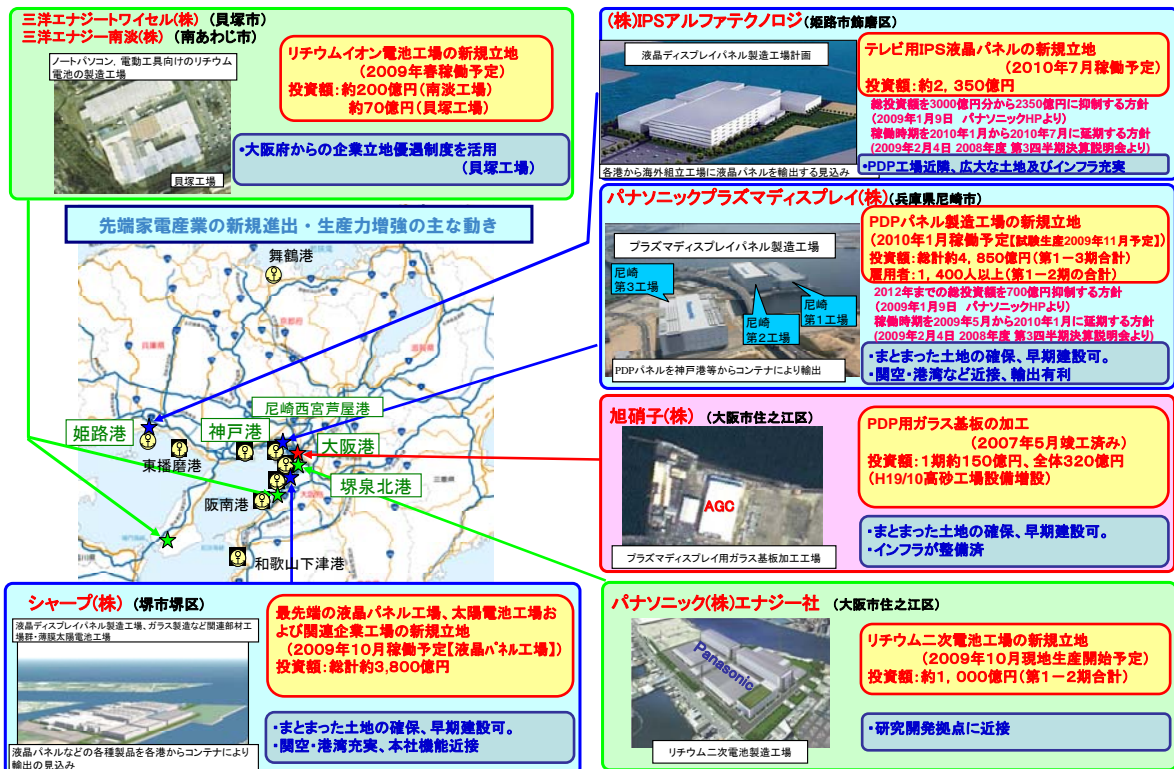 三洋エナジートワイセル(株) (貝塚市)
三洋エナジー南淡(株) (南あわじ市)
ノートパソコン、電動工具向けのリチウム
電池の製造工場
貝塚工場
リチウムイオン電池工場の新規立地
(2009年春稼働予定)
投資額:約200億円(南淡工場)
約70億円(貝塚工場)
・大阪府からの企業立地優遇制度を活用
(貝塚工場)
(株)IPSアルファテクノロジ(姫路市飾磨区)
液晶ディスプレイパネル製造工場計画
各港から海外組立工場に液晶パネルを輸出する見込み
テレビ用IPS液晶パネルの新規立地
(2010年7月稼働予定)
投資額:約2,350億円
総投資額を3000億円分から2350億円に抑制する方針
(2009年1月9日 パナソニックHPより)
稼働時期を2010年1月から2010年7月に延期する方針
(2009年2月4日 2008年度 第3四半期決算説明会より)
・PDP工場近隣、広大な土地及びインフラ充実
先端家電産業の新規進出・生産力増強の主な動き
パナソニックプラズマディスプレイ(株)(兵庫県尼崎市)
プラズマディスプレイパネル製造工場
尼崎
第3工場
尼崎
第2工場
尼崎
第1工場
PDPパネルを神戸港等からコンテナにより輸出
PDPパネル製造工場の新規立地
(2010年1月稼働予定【試験生産2009年11月予定】)
投資額:総計約4,850億円(第1-3期合計)
雇用者:1,400人以上(第1-2期の合計)
2012年までの総投資額を700億円抑制する方針
(2009年1月9日 パナソニックHPより)
稼働時期を2009年5月から2010年1月に延期する方針
(2009年2月4日 2008年度 第3四半期決算説明会より)
・まとまった土地の確保、早期建設可。
・関空・港湾など近接、輸出有利
舞鶴港
京都府
兵庫県
滋賀県
尼崎西宮芦屋港
姫路港
神戸港
大阪港
東播磨港
堺泉北港
阪南港
大阪府
三重県
和歌山下津港
旭硝子(株) (大阪市住之江区)
AGC
プラズマディスプレイ用ガラス基板加工工場
PDP用ガラス基板の加工
(2007年5月竣工済み)
投資額:1期約150億円、全体320億円
(H19/10高砂工場設備増設)
・まとまった土地の確保、早期建設可。
・インフラが整備済
シャープ(株) (堺市堺区)
液晶ディスプレイパネル製造工場、ガラス製造など関連部材工
場群・薄膜太陽電池工場
液晶パネルなどの各種製品を各港からコンテナにより
輸出の見込み
最先端の液晶パネル工場、太陽電池工場お
よび関連企業工場の新規立地
(2009年10月稼働予定【液晶パネル工場】)
投資額:総計約3,800億円
・まとまった土地の確保、早期建設可。
・関空・港湾充実、本社機能近接
パナソニック(株)エナジー社 (大阪市住之江区)
Panasonic
リチウム二次電池製造工場
リチウム二次電池工場の新規立地
(2009年10月現地生産開始予定)
投資額:約1,000億円(第1-2期合計)
・研究開発拠点に近接